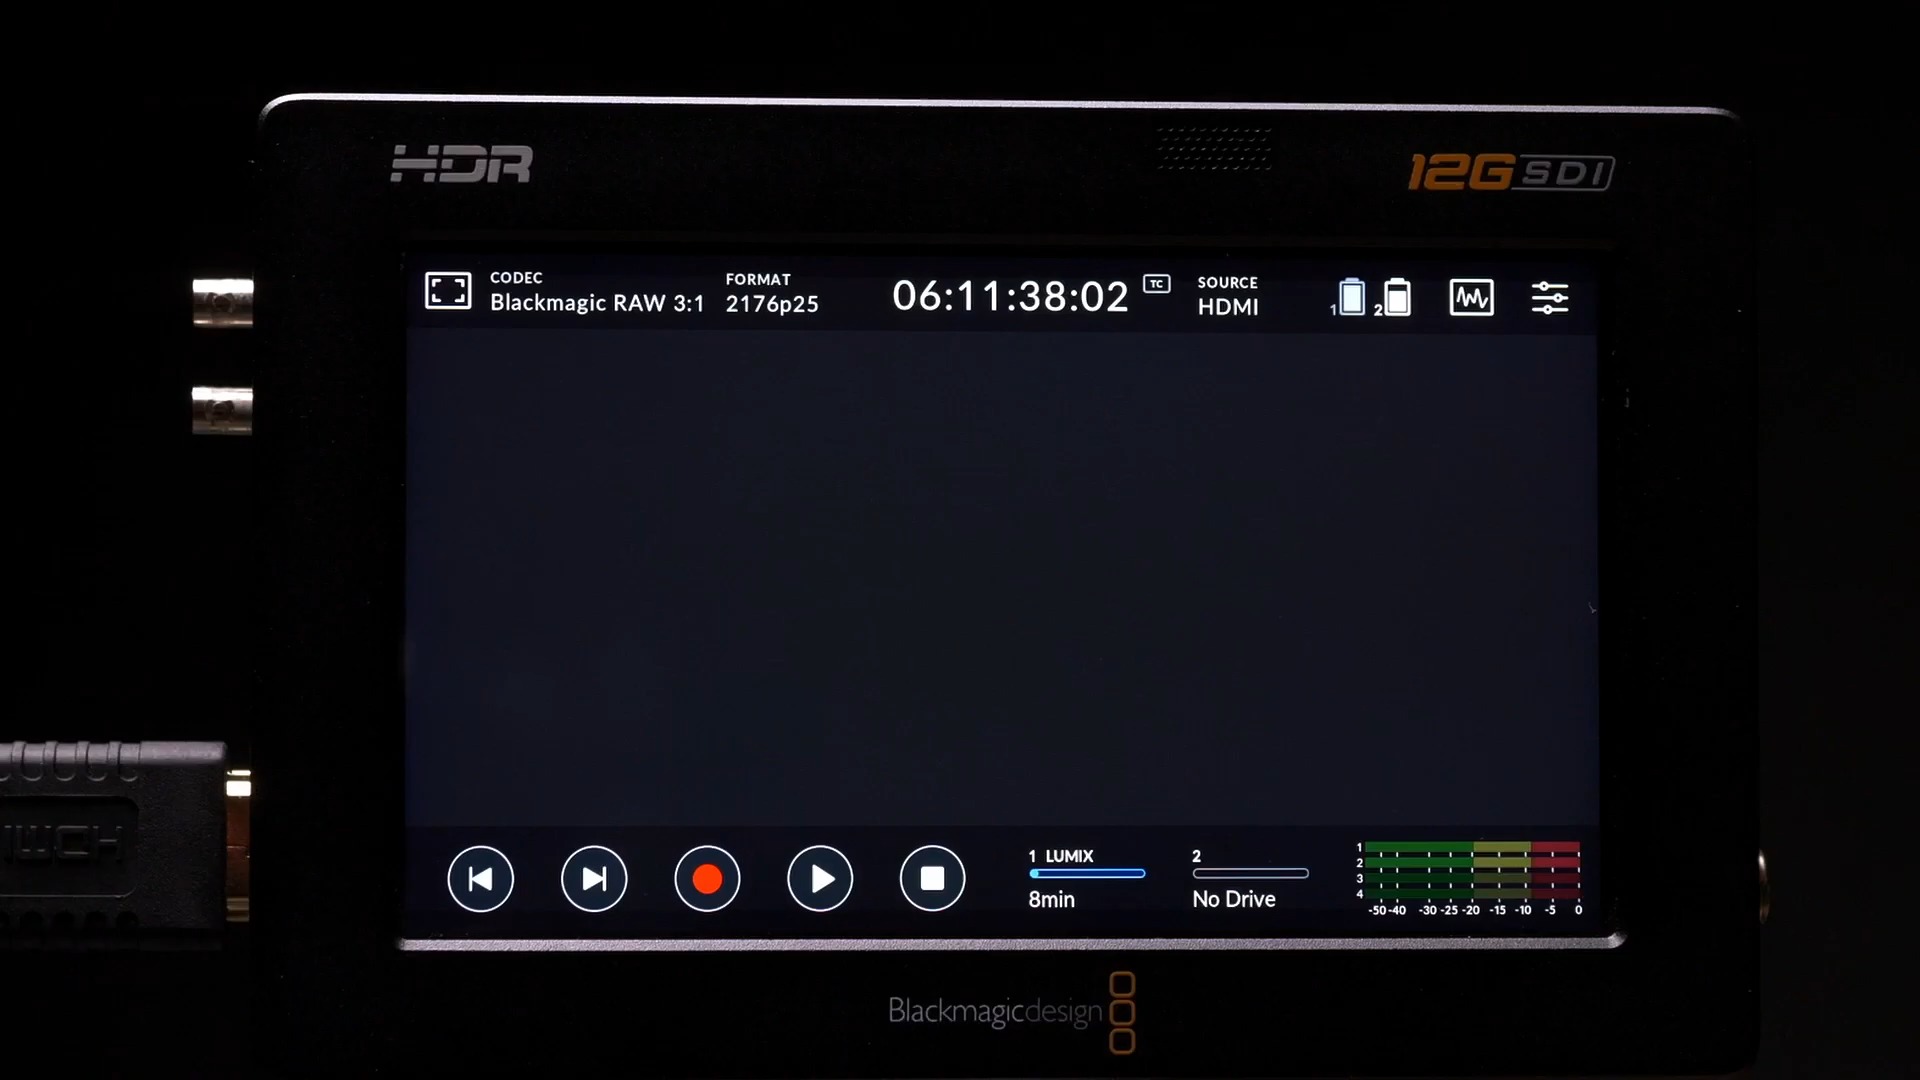 HDR
12G SDI
CODEC
Blackmagic RAW 3:1
FORMAT
2176p25
06:11:38:02
TC
SOURCE
HDMI
1
2
1 LUMIX
8min
2
No Drive
1
2
3
4
-50 -40 -30 -25 -20 -15 -10 -5 0
Blackmagicdesign